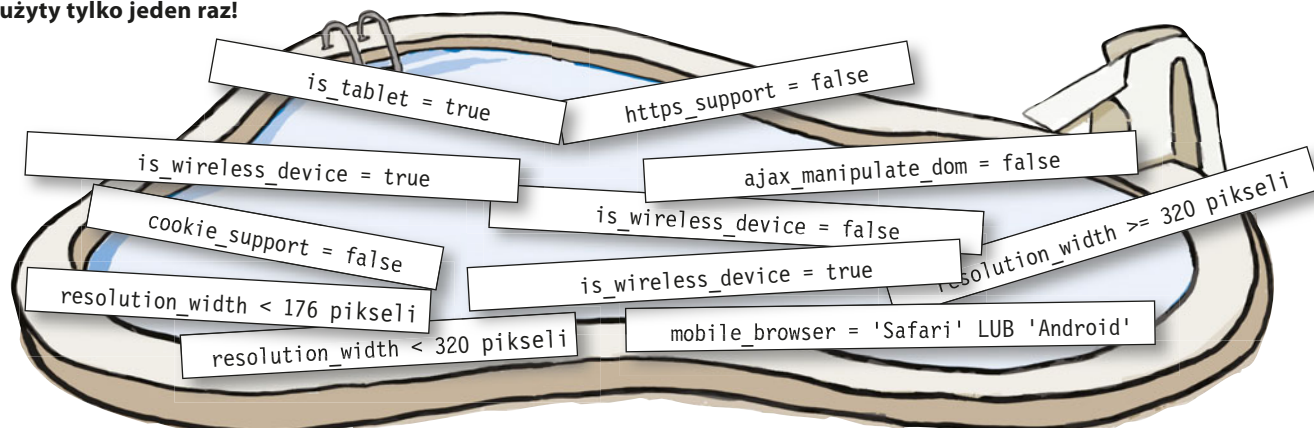 użyty tylko jeden raz!
is_tablet = true
https_support = false
is_wireless_device = true
ajax_manipulate_dom = false
cookie_support = false
is_wireless_device = false
resolution_width >= 320 pikseli
is_wireless_device = true
resolution_width < 176 pikseli
mobile_browser = 'Safari' LUB 'Android'
resolution_width < 320 pikseli